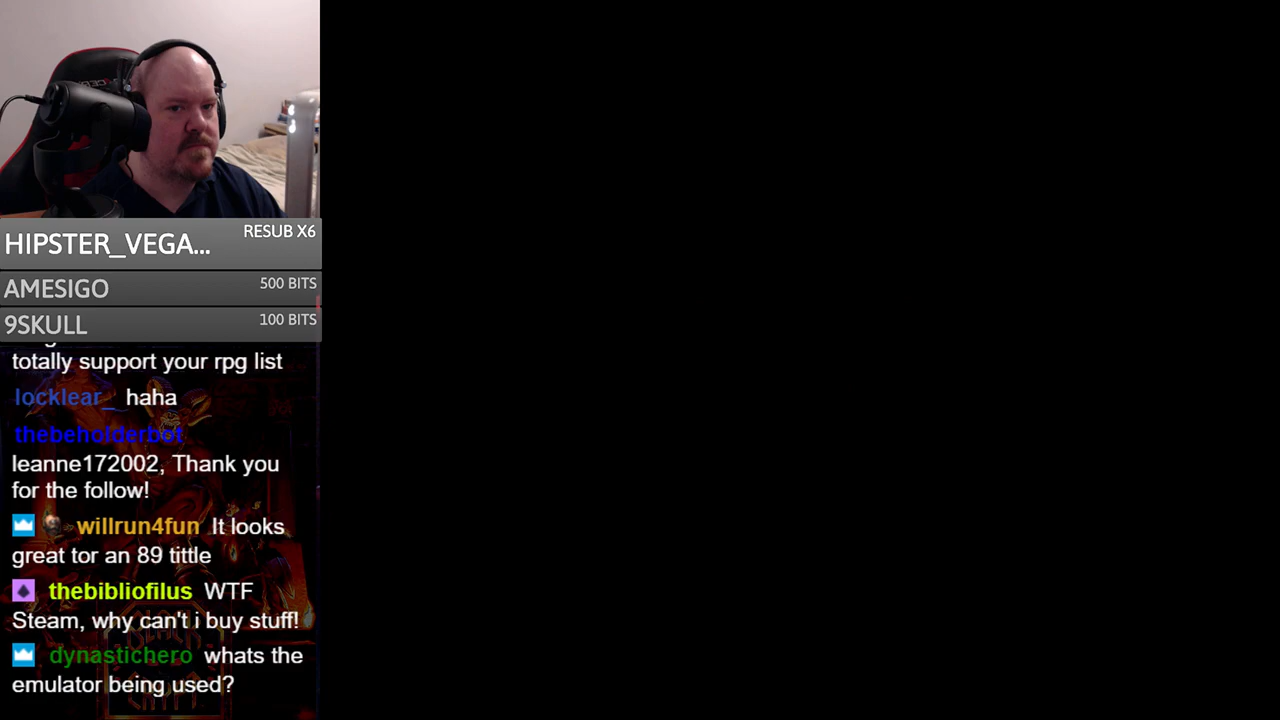 HIPSTER_VEGA...
RESUB X6
AMESIGO
500 BITS
9SKULL
100 BITS
totally support your rpg list
locklear_ haha
thebeholderbot
leanne172002, Thank you
for the follow!
willrun4fun It looks
great tor an 89 tittle
thebibliofilus WTF
Steam, why can't i buy stuff!
dynastichero whats the
emulator being used?
BLACK
CRYPT